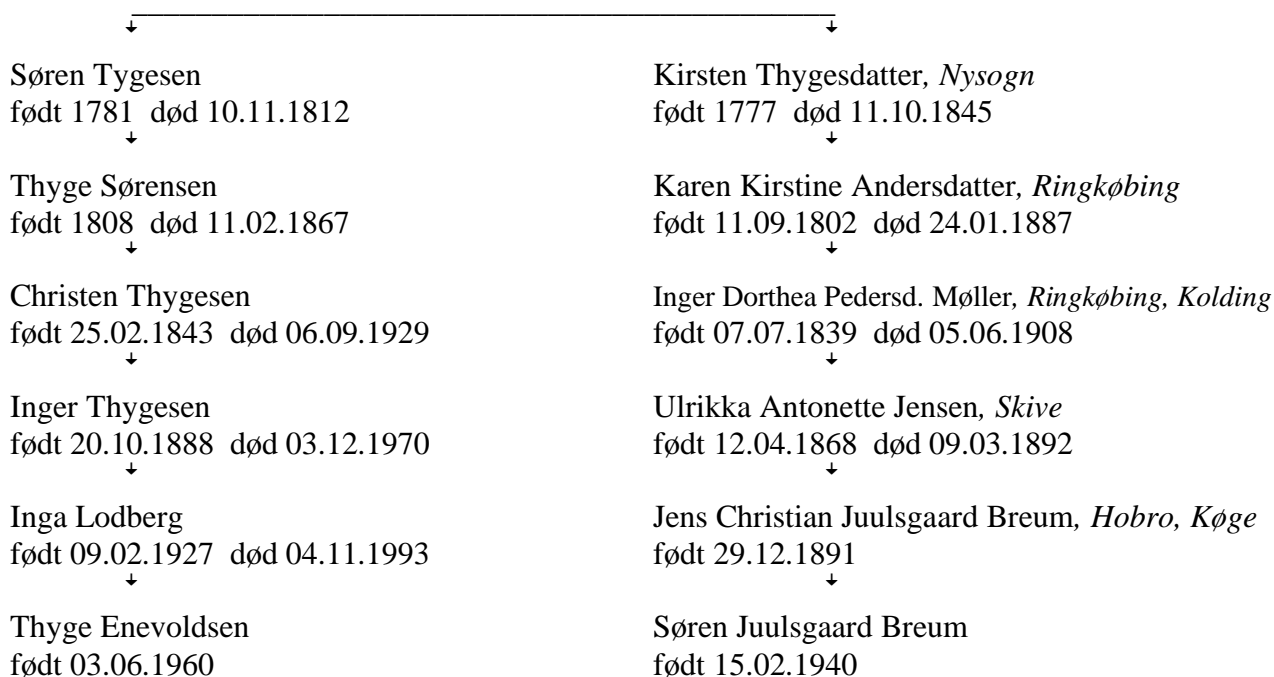 Søren Tygesen
født 1781 død 10.11.1812
Thyge Sørensen
født 1808 død 11.02.1867
Christen Thygesen
født 25.02.1843 død 06.09.1929
Inger Thygesen
født 20.10.1888 død 03.12.1970
Inga Lodberg
født 09.02.1927 død 04.11.1993
Thyge Enevoldsen
født 03.06.1960
Kirsten Thygesdatter, Nysogn
født 1777 død 11.10.1845
Karen Kirstine Andersdatter, Ringkøbing
født 11.09.1802 død 24.01.1887
Inger Dorthea Pedersd. Møller, Ringkøbing, Kolding
født 07.07.1839 død 05.06.1908
Ulrikka Antonette Jensen, Skive
født 12.04.1868 død 09.03.1892
Jens Christian Juulsgaard Breum, Hobro, Køge
født 29.12.1891
Søren Juulsgaard Breum
født 15.02.1940